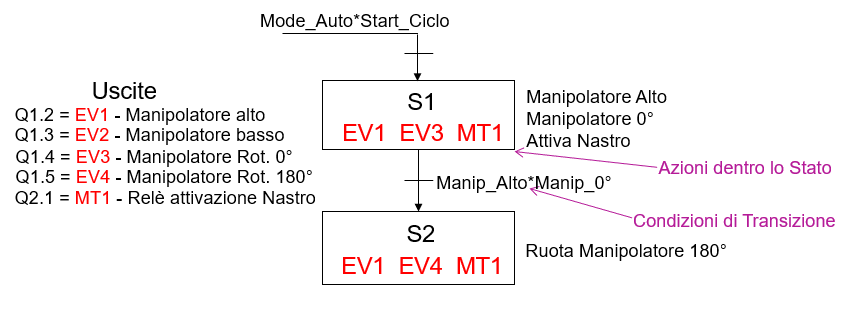 Mode_Auto*Start_Ciclo
Uscite
Q1.2 = EV1 - Manipolatore alto
Q1.3 = EV2 - Manipolatore basso
Q1.4 = EV3 - Manipolatore Rot. 0°
Q1.5 = EV4 - Manipolatore Rot. 180°
Q2.1 = MT1 - Relè attivazione Nastro
S1
EV1 EV3 MT1
Manipolatore Alto
Manipolatore 0°
Attiva Nastro
Azioni dentro lo Stato
Manip_Alto*Manip_0°
Condizioni di Transizione
S2
EV1 EV4 MT1
Ruota Manipolatore 180°